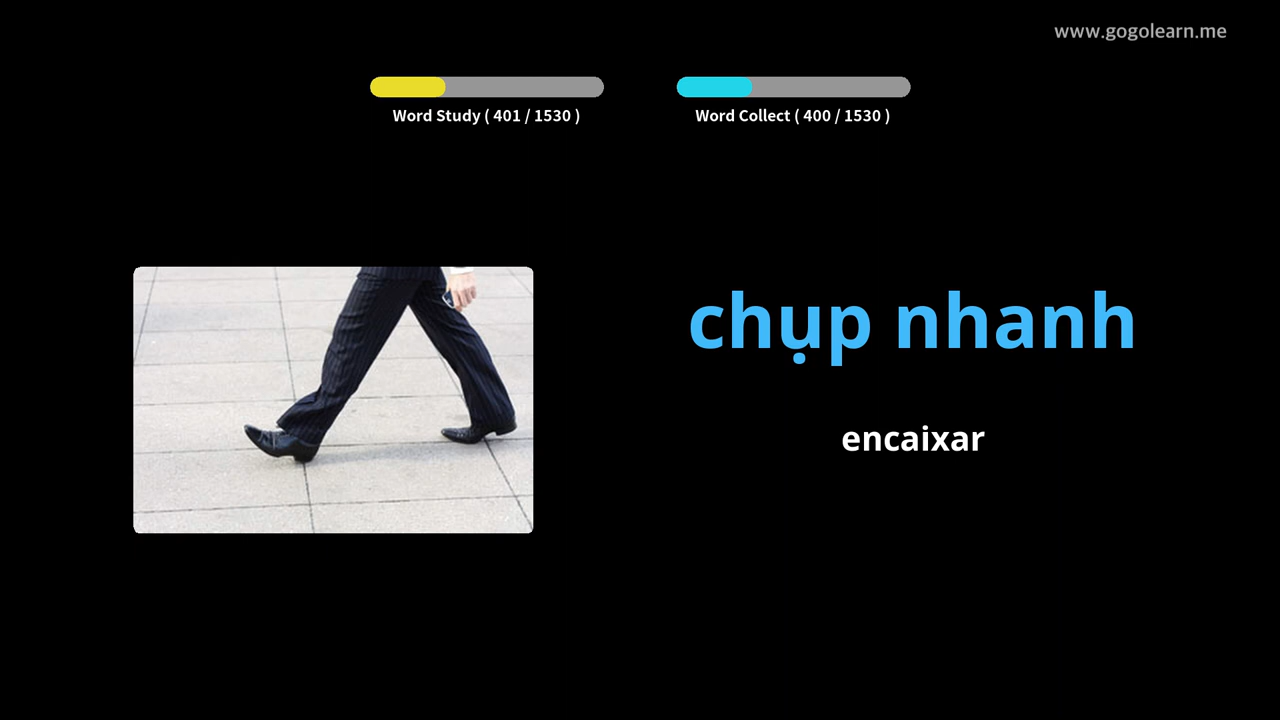 www.gogolearn.me
Word Study ( 401 / 1530 )
Word Collect ( 400 / 1530 )
chụp nhanh
encaixar